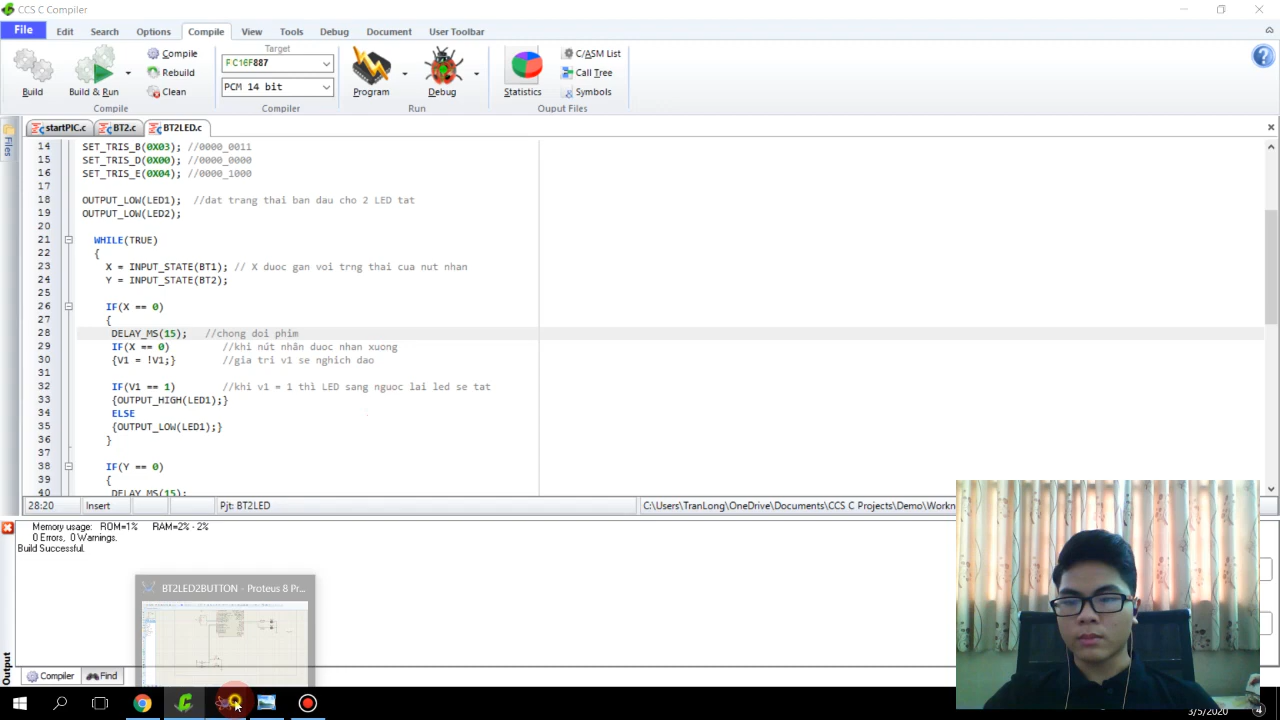 CCS C Compiler
File Edit Search Options Compile View Tools Debug Document User Toolbar
Build
Build & Run
Compile
Rebuild
Clean
Compile
Target
PIC16F887
PCM 14 bit
Compiler
Program
Debug
Run
Statistics
C/ASM List
Call Tree
Symbols
Ouput Files
startPIC.c BT2.c BT2LED.c
Files
14 SET_TRIS_B(0X03); //0000_0011
15 SET_TRIS_D(0X00); //0000_0000
16 SET_TRIS_E(0X04); //0000_1000
17
18 OUTPUT_LOW(LED1); //dat trang thai ban dau cho 2 LED tat
19 OUTPUT_LOW(LED2);
20
21 WHILE(TRUE)
22 {
23 X = INPUT_STATE(BT1); // X duoc gan voi trng thai cua nut nhan
24 Y = INPUT_STATE(BT2);
25
26 IF(X == 0)
27 {
28 DELAY_MS(15); //chong doi phim
29 IF(X == 0) //khi nút nhân duoc nhan xuong
30 {V1 = !V1;} //gia tri v1 se nghich dao
31
32 IF(V1 == 1) //khi v1 = 1 thì LED sang nguoc lai led se tat
33 {OUTPUT_HIGH(LED1);}
34 ELSE
35 {OUTPUT_LOW(LED1);}
36 }
37
38 IF(Y == 0)
39 {
40 DELAY_MS(15);
28:20 Insert Pjt: BT2LED C:\Users\TranLong\OneDrive\Documents\CCS C Projects\Demo\Workn
Memory usage: ROM=1% RAM=2% - 2%
0 Errors, 0 Warnings.
Build Successful.
BT2LED2BUTTON - Proteus 8 Pr...
Output
Compiler Find
3/5/2020
4